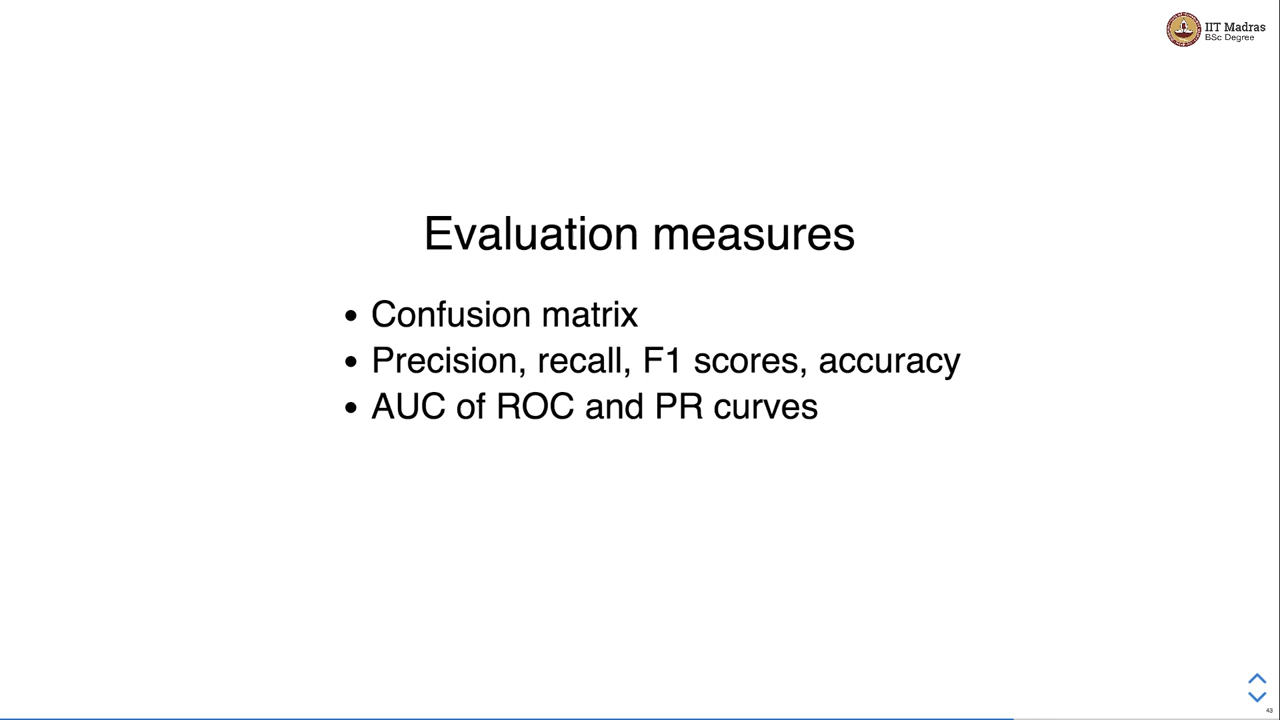 IIT Madras
BSc Degree
Evaluation measures
• Confusion matrix
• Precision, recall, F1 scores, accuracy
• AUC of ROC and PR curves
43